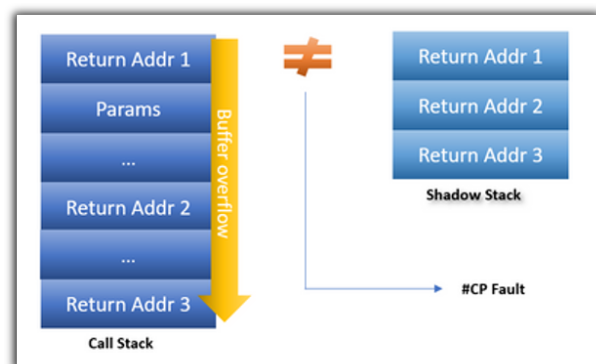 Return Addr 1
Params
...
Return Addr 2
...
Return Addr 3
Call Stack
Buffer overflow
≠
Return Addr 1
Return Addr 2
Return Addr 3
Shadow Stack
#CP Fault